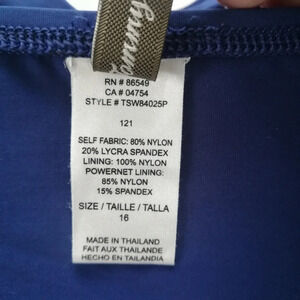 RN # 86549
CA # 04754
STYLE # TSW84025P
121
SELF FABRIC: 80% NYLON
20% LYCRA SPANDEX
LINING: 100% NYLON
POWERNET LINING:
85% NYLON
15% SPANDEX
SIZE / TAILLE / TALLA
16
MADE IN THAILAND
FAIT AUX THAILANDE
HECHO EN TAILANDIA